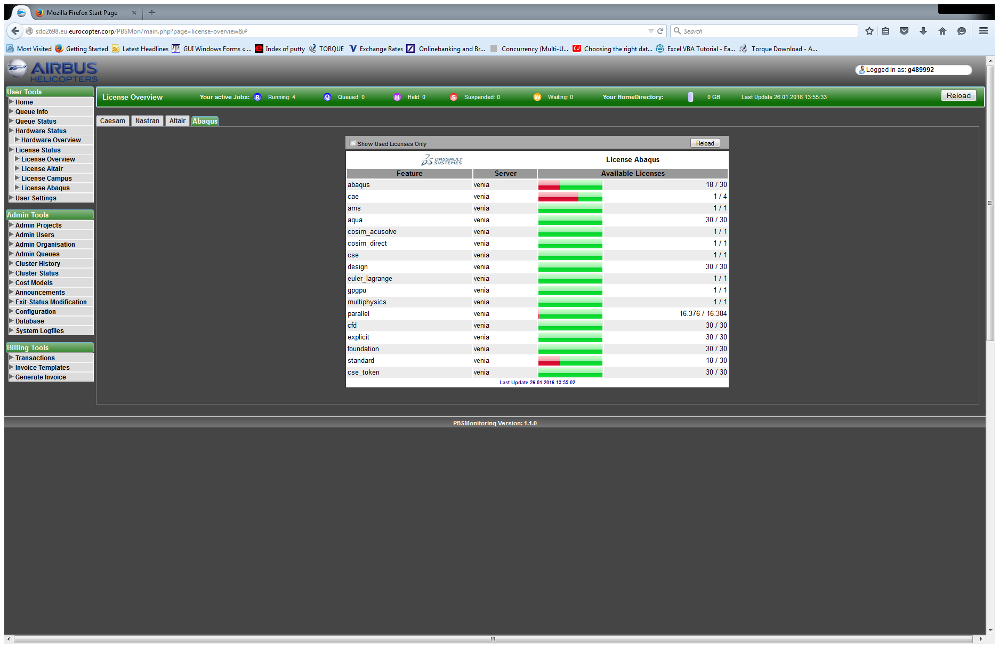 Mozilla Firefox Start Page
sdo2698.eu.eurocopter.corp/PBSMon/main.php?page=license-overview&#
Search
Most Visited Getting Started Latest Headlines GUI Windows Forms « ... Index of putty TORQUE Exchange Rates Onlinebanking and Br... Concurrency (Multi-U... CW Choosing the right dat... Excel VBA Tutorial - Ea... Torque Download - A...
AIRBUS
HELICOPTERS
Logged in as: g489992
User Tools
Home
Queue Info
Queue Status
Hardware Status
Hardware Overview
License Status
License Overview
License Altair
License Campus
License Abaqus
User Settings
Admin Tools
Admin Projects
Admin Users
Admin Organisation
Admin Queues
Cluster History
Cluster Status
Cost Models
Announcements
Exit-Status Modification
Configuration
Database
System Logfiles
Billing Tools
Transactions
Invoice Templates
Generate Invoice
License Overview Your active Jobs: R Running: 4 Q Queued: 0 H Held: 0 S Suspended: 0 W Waiting: 0 Your HomeDirectory: 0 GB Last Update 26.01.2016 13:55:33 Reload
Caesam Nastran Altair Abaqus
Show Used Licenses Only Reload
DASSAULT
SYSTEMES
License Abaqus
Feature Server Available Licenses
abaqus venia 18 / 30
cae venia 1 / 4
ams venia 1 / 1
aqua venia 30 / 30
cosim_acusolve venia 1 / 1
cosim_direct venia 1 / 1
cse venia 1 / 1
design venia 30 / 30
euler_lagrange venia 1 / 1
gpgpu venia 1 / 1
multiphysics venia 1 / 1
parallel venia 16.376 / 16.384
cfd venia 30 / 30
explicit venia 30 / 30
foundation venia 30 / 30
standard venia 18 / 30
cse_token venia 30 / 30
Last Update 26.01.2016 13:55:02
PBSMonitoring Version: 1.1.0